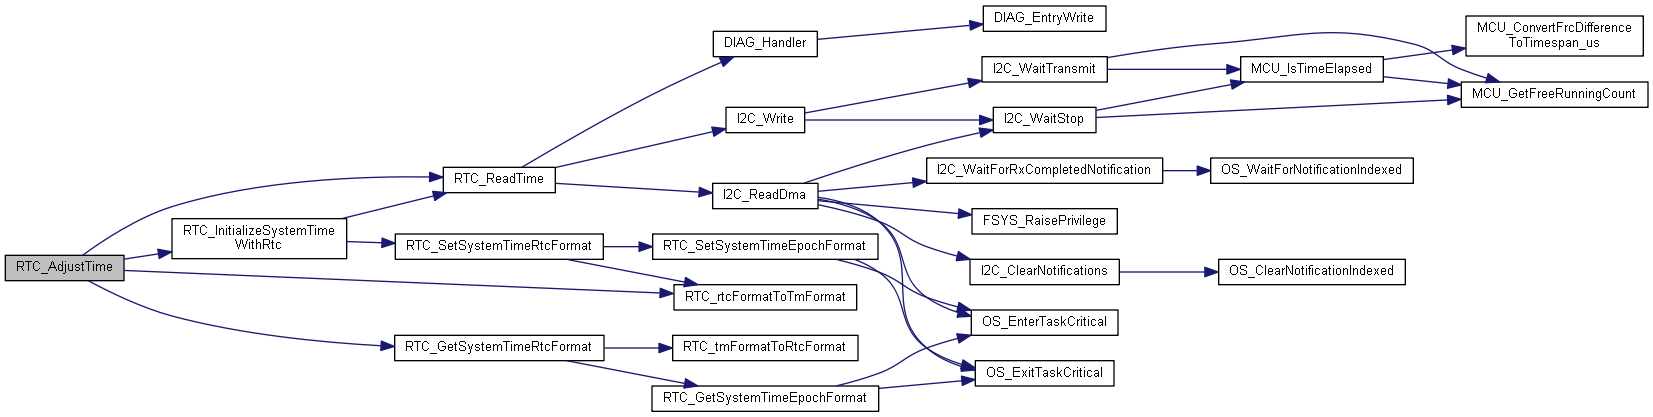 DIAG_EntryWrite
MCU_ConvertFrcDifference
ToTimespan_us
DIAG_Handler
I2C_WaitTransmit
MCU_IsTimeElapsed
MCU_GetFreeRunningCount
I2C_Write
I2C_WaitStop
RTC_ReadTime
I2C_WaitForRxCompletedNotification
OS_WaitForNotificationIndexed
I2C_ReadDma
FSYS_RaisePrivilege
RTC_InitializeSystemTime
WithRtc
RTC_SetSystemTimeRtcFormat
RTC_SetSystemTimeEpochFormat
RTC_AdjustTime
I2C_ClearNotifications
OS_ClearNotificationIndexed
RTC_rtcFormatToTmFormat
OS_EnterTaskCritical
RTC_GetSystemTimeRtcFormat
RTC_tmFormatToRtcFormat
OS_ExitTaskCritical
RTC_GetSystemTimeEpochFormat